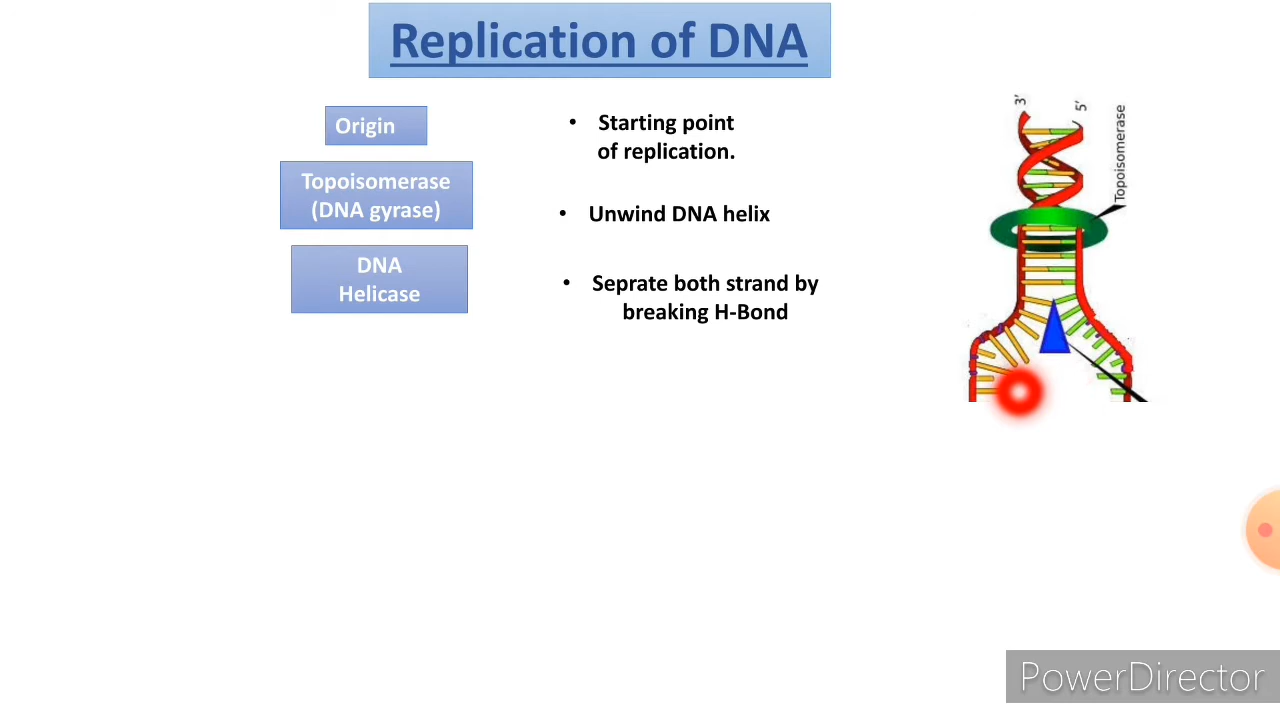 Replication of DNA
Origin
• Starting point
of replication.
Topoisomerase
(DNA gyrase)
• Unwind DNA helix
DNA
Helicase
• Seprate both strand by
breaking H-Bond
3'
5'
Topoisomerase
PowerDirector